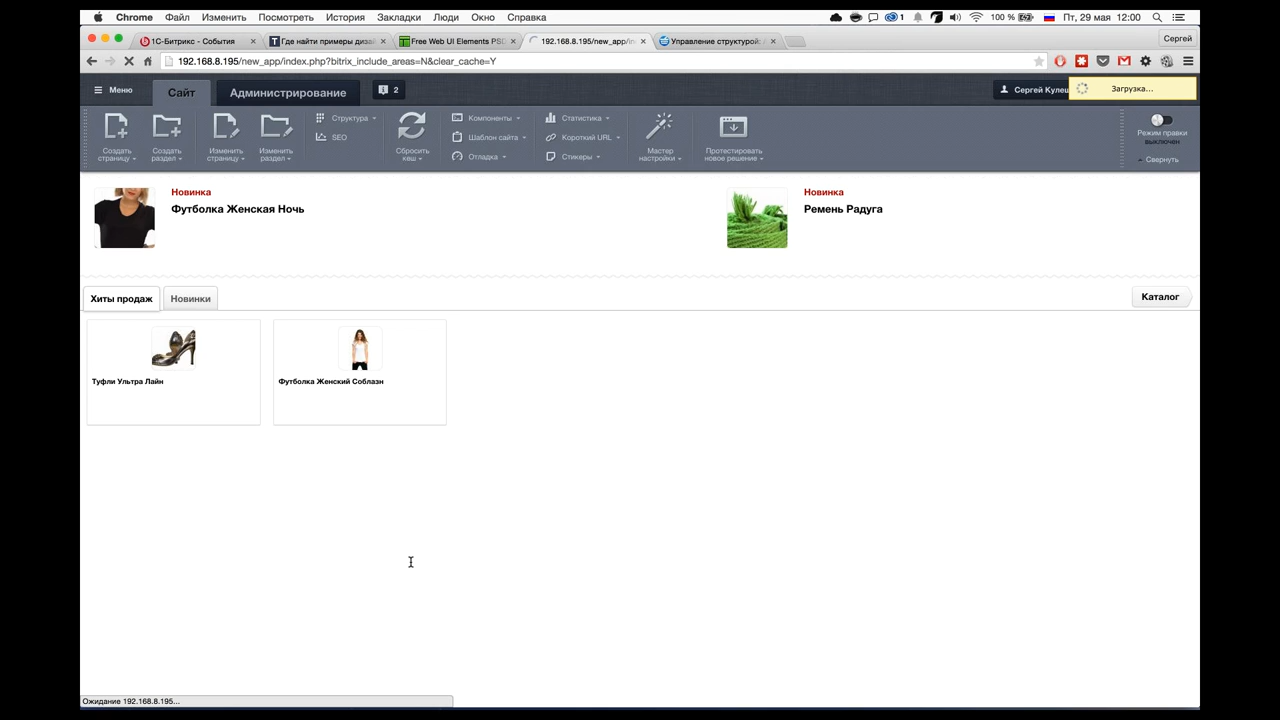 Chrome Файл Изменить Посмотреть История Закладки Люди Окно Справка
1 100 % Пт, 29 мая 12:00
1С-Битрикс - События
Где найти примеры дизай
Free Web UI Elements PSD
192.168.8.195/new_app/in
Управление структурой:
Сергей
192.168.8.195/new_app/index.php?bitrix_include_areas=N&clear_cache=Y
Меню
Сайт
Администрирование
2
Сергей Кулеш
Загрузка...
Создать страницу
Создать раздел
Изменить страницу
Изменить раздел
Структура
SEO
Сбросить кеш
Компоненты
Шаблон сайта
Отладка
Статистика
Короткий URL
Стикеры
Мастер настройки
Протестировать новое решение
Режим правки выключен
Свернуть
Новинка
Футболка Женская Ночь
Новинка
Ремень Радуга
Хиты продаж
Новинки
Каталог
Туфли Ультра Лайн
Футболка Женский Соблазн
Ожидание 192.168.8.195...